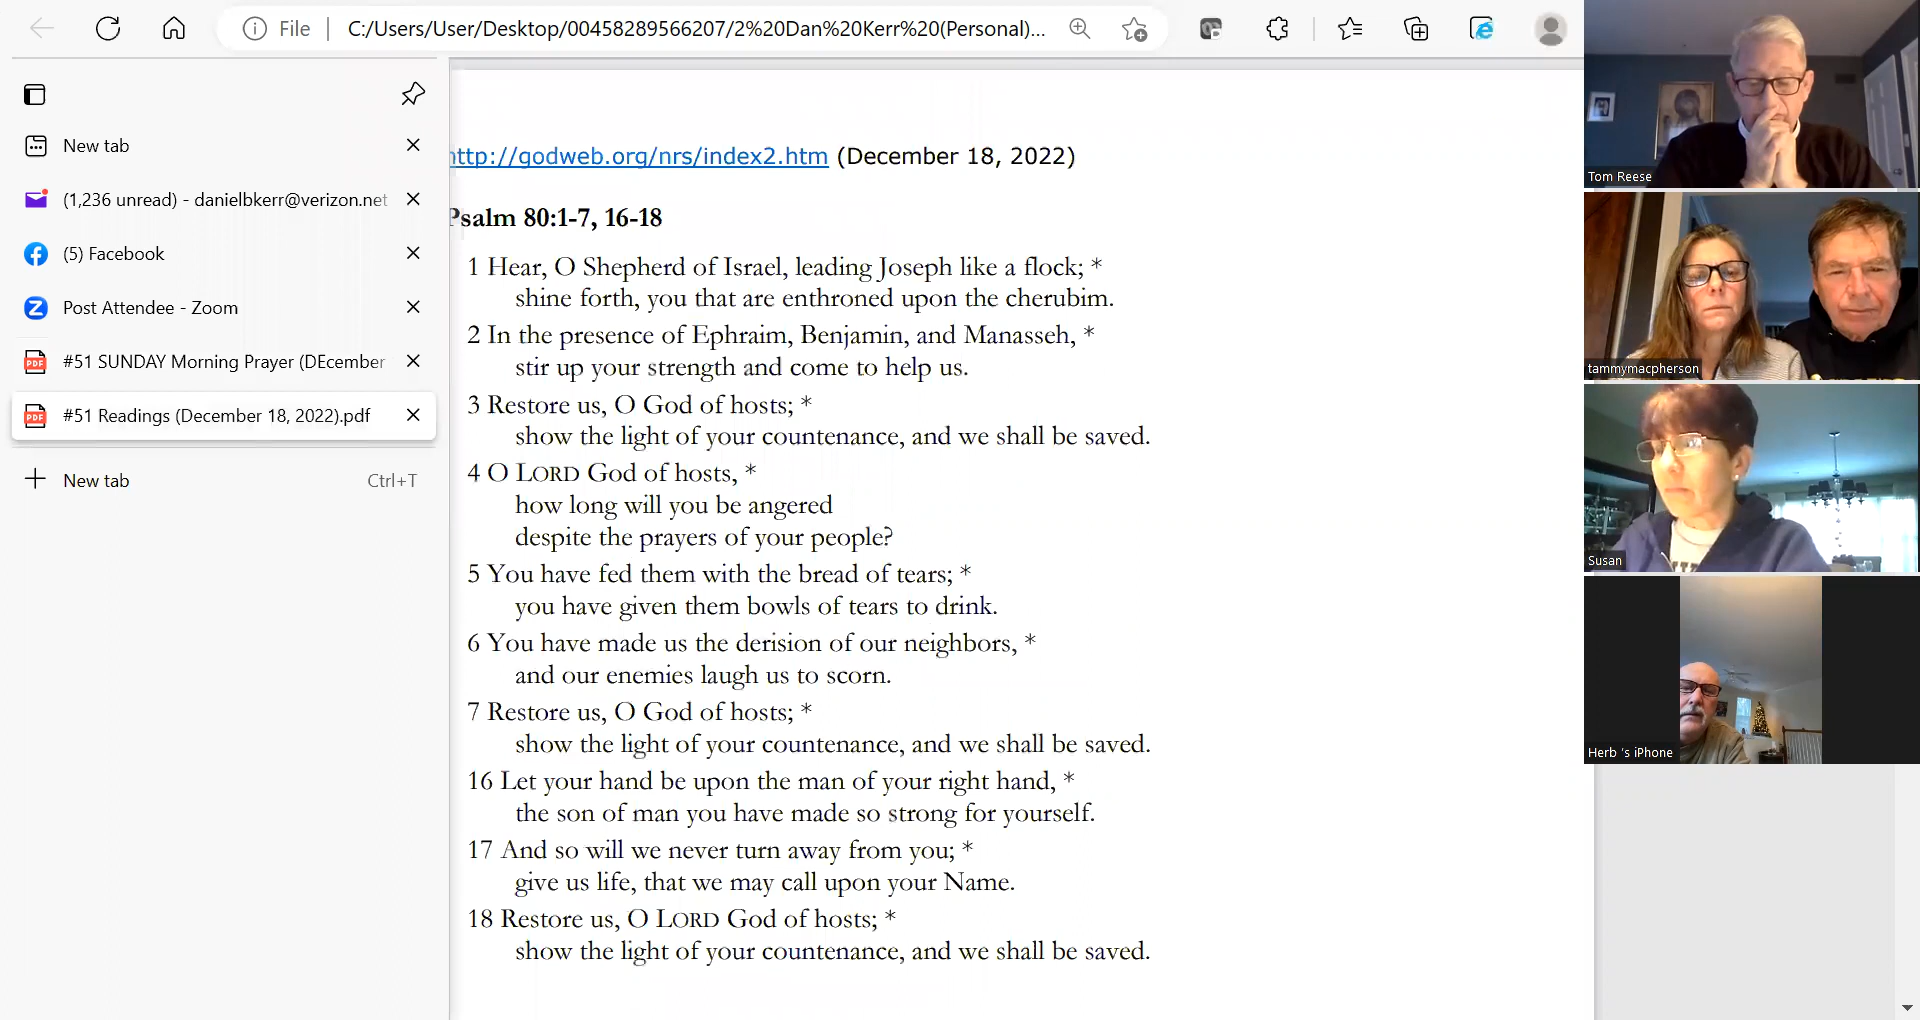 File
C:/Users/User/Desktop/00458289566207/2%20Dan%20Kerr%20(Personal)...
New tab
(1,236 unread) - danielbkerr@verizon.net
(5) Facebook
Post Attendee - Zoom
#51 SUNDAY Morning Prayer (DEcember
#51 Readings (December 18, 2022).pdf
New tab Ctrl+T
http://godweb.org/nrs/index2.htm (December 18, 2022)
Psalm 80:1-7, 16-18
1 Hear, O Shepherd of Israel, leading Joseph like a flock; *
shine forth, you that are enthroned upon the cherubim.
2 In the presence of Ephraim, Benjamin, and Manasseh, *
stir up your strength and come to help us.
3 Restore us, O God of hosts; *
show the light of your countenance, and we shall be saved.
4 O LORD God of hosts, *
how long will you be angered
despite the prayers of your people?
5 You have fed them with the bread of tears; *
you have given them bowls of tears to drink.
6 You have made us the derision of our neighbors, *
and our enemies laugh us to scorn.
7 Restore us, O God of hosts; *
show the light of your countenance, and we shall be saved.
16 Let your hand be upon the man of your right hand, *
the son of man you have made so strong for yourself.
17 And so will we never turn away from you; *
give us life, that we may call upon your Name.
18 Restore us, O LORD God of hosts; *
show the light of your countenance, and we shall be saved.
Tom Reese
tammymacpherson
Susan
Herb 's iPhone